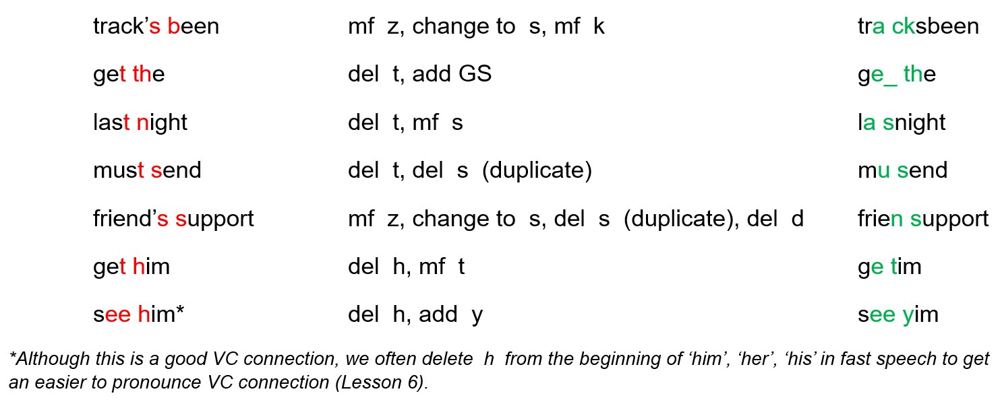 track’s been mf z, change to s, mf k tra cksbeen
get the del t, add GS ge_ the
last night del t, mf s la snight
must send del t, del s (duplicate) mu send
friend’s support mf z, change to s, del s (duplicate), del d frien support
get him del h, mf t ge tim
see him* del h, add y see yim
*Although this is a good VC connection, we often delete h from the beginning of ‘him’, ‘her’, ‘his’ in fast speech to get
an easier to pronounce VC connection (Lesson 6).